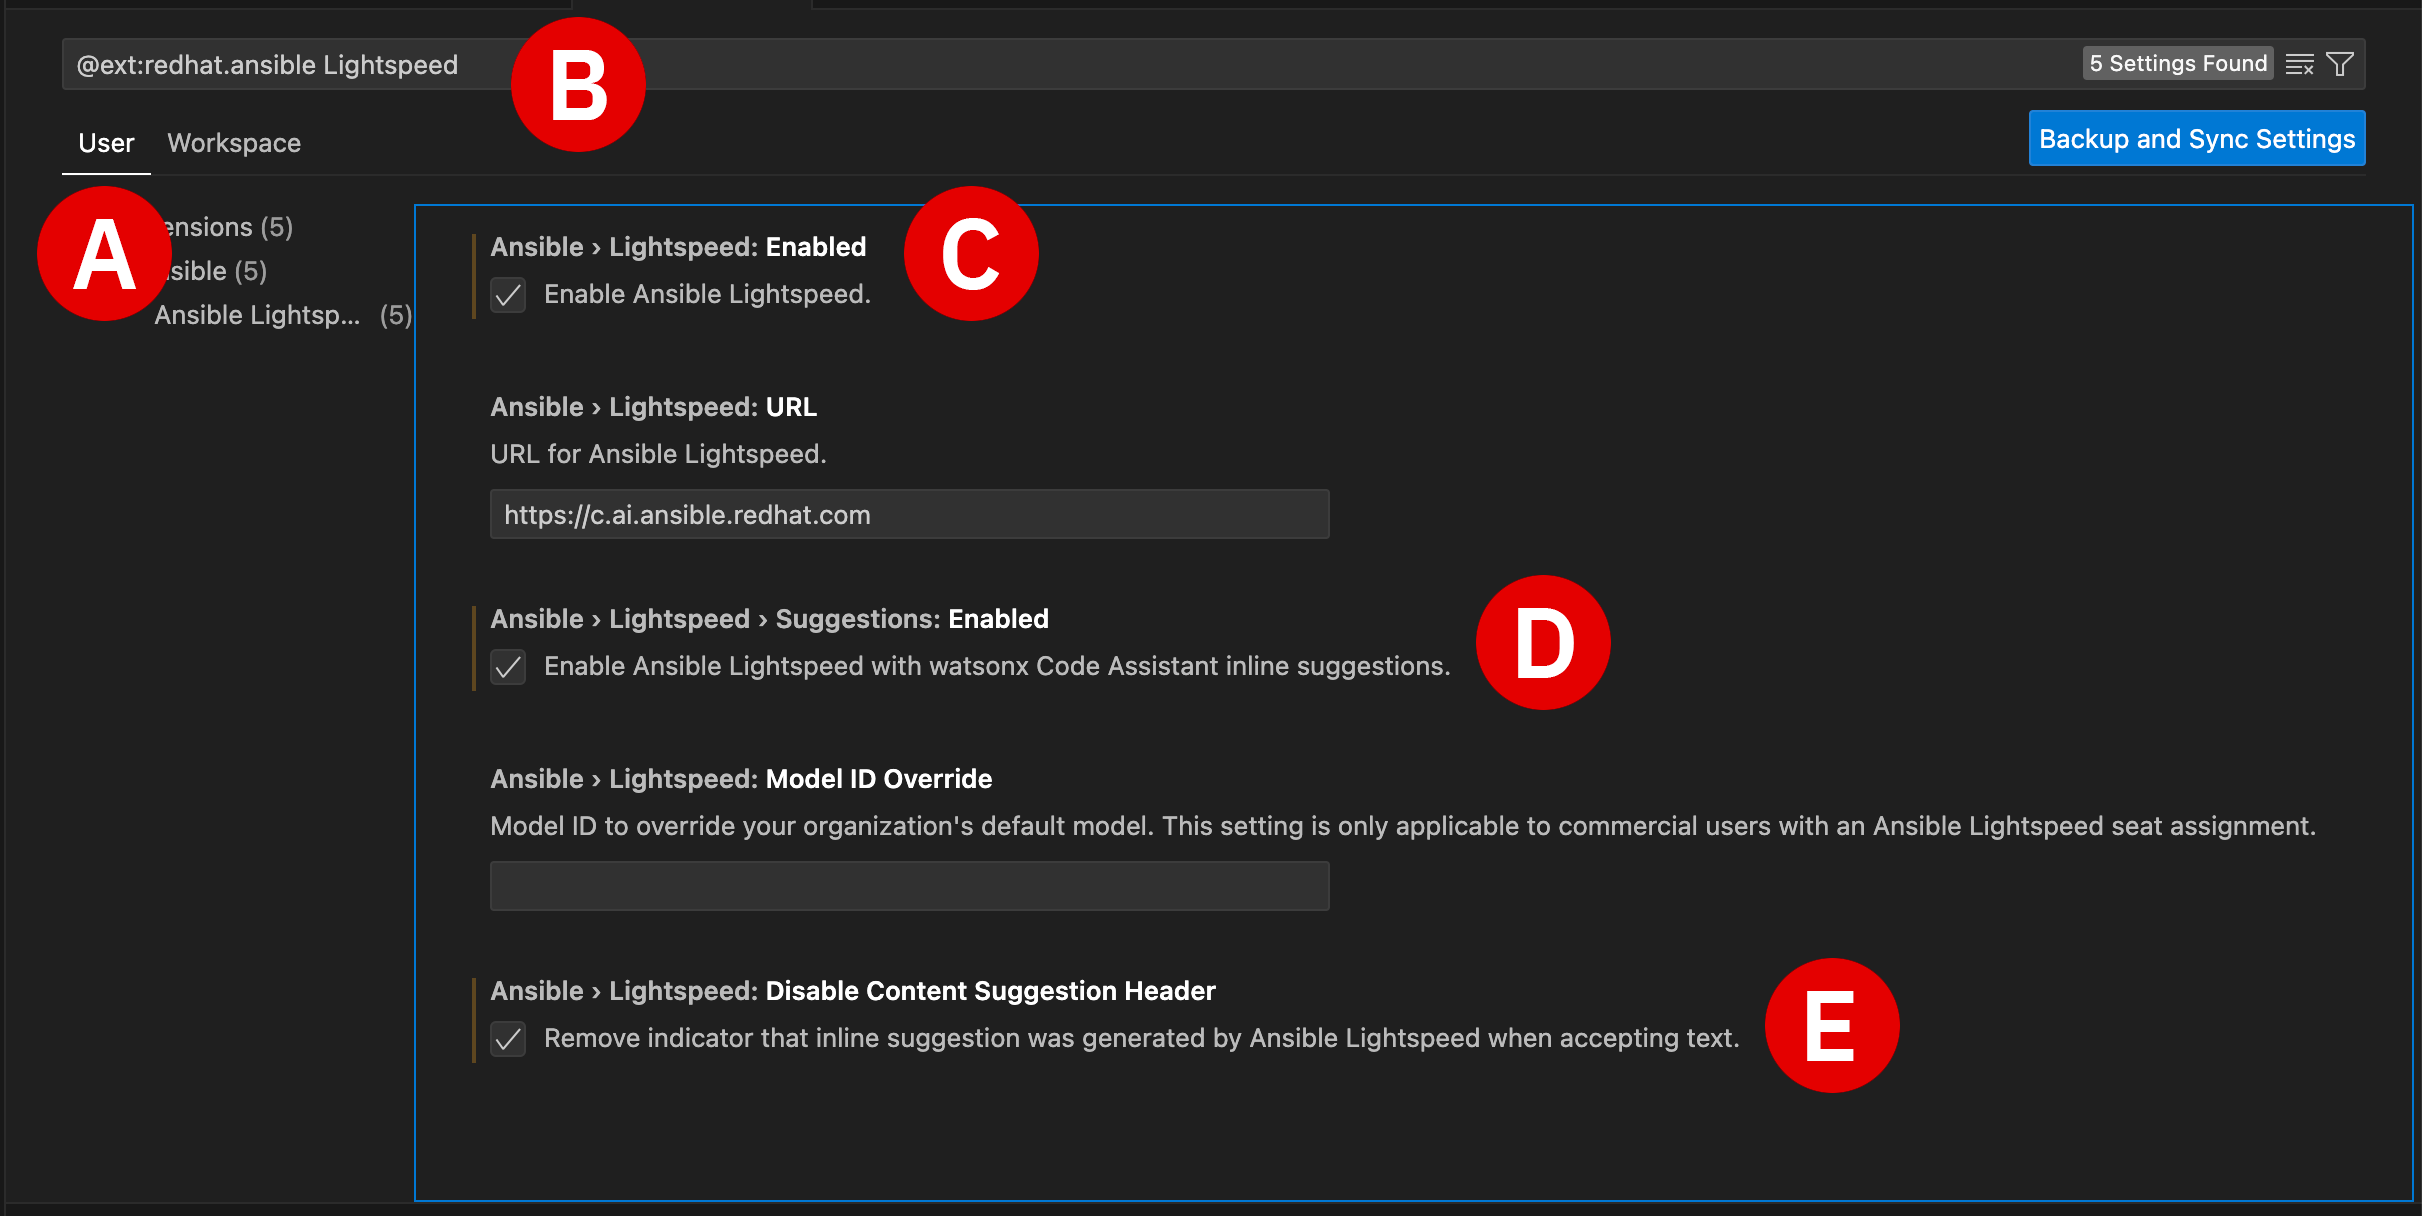 @ext:redhat.ansible Lightspeed
B
5 Settings Found
User
Workspace
Backup and Sync Settings
A
ensions (5)
sible (5)
Ansible Lightsp... (5)
Ansible › Lightspeed: Enabled
Enable Ansible Lightspeed.
C
Ansible › Lightspeed: URL
URL for Ansible Lightspeed.
https://c.ai.ansible.redhat.com
Ansible › Lightspeed › Suggestions: Enabled
Enable Ansible Lightspeed with watsonx Code Assistant inline suggestions.
D
Ansible › Lightspeed: Model ID Override
Model ID to override your organization's default model. This setting is only applicable to commercial users with an Ansible Lightspeed seat assignment.
Ansible › Lightspeed: Disable Content Suggestion Header
Remove indicator that inline suggestion was generated by Ansible Lightspeed when accepting text.
E